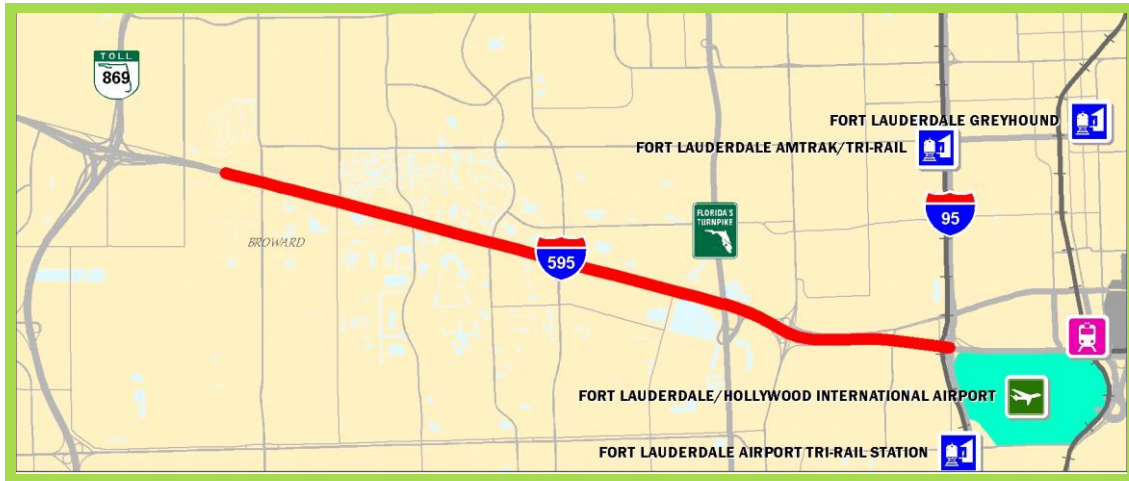 TOLL
869
FORT LAUDERDALE GREYHOUND
FORT LAUDERDALE AMTRAK/TRI-RAIL
FLORIDA'S
TURNPIKE
95
BROWARD
595
FORT LAUDERDALE/HOLLYWOOD INTERNATIONAL AIRPORT
FORT LAUDERDALE AIRPORT TRI-RAIL STATION